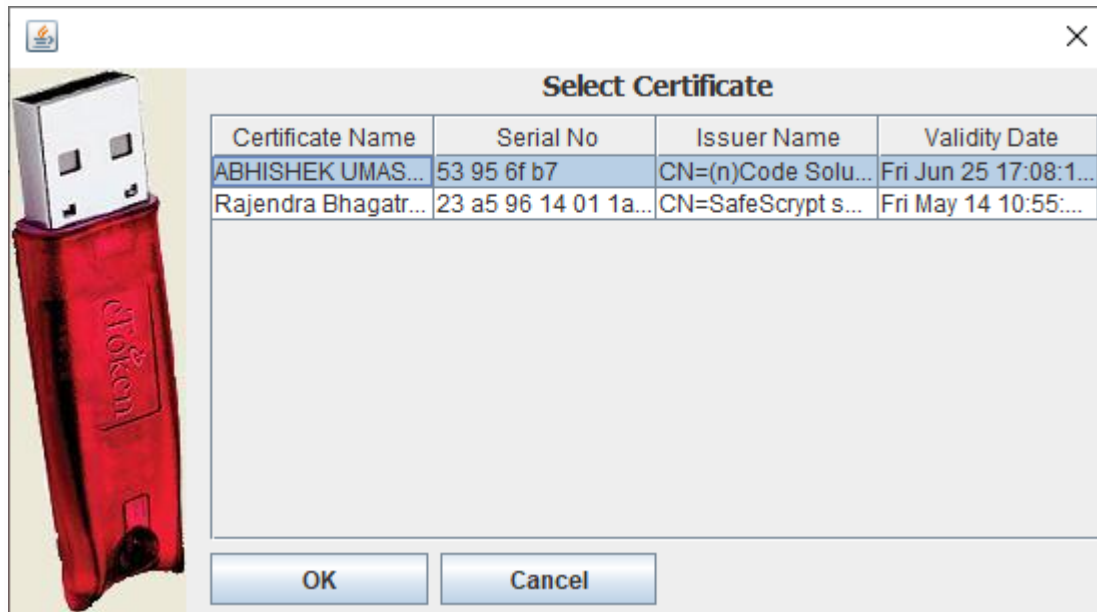 Select Certificate
Certificate Name Serial No Issuer Name Validity Date
ABHISHEK UMAS... 53 95 6f b7 CN=(n)Code Solu... Fri Jun 25 17:08:1...
Rajendra Bhagatr... 23 a5 96 14 01 1a... CN=SafeScrypt s... Fri May 14 10:55:...
eToken
OK Cancel